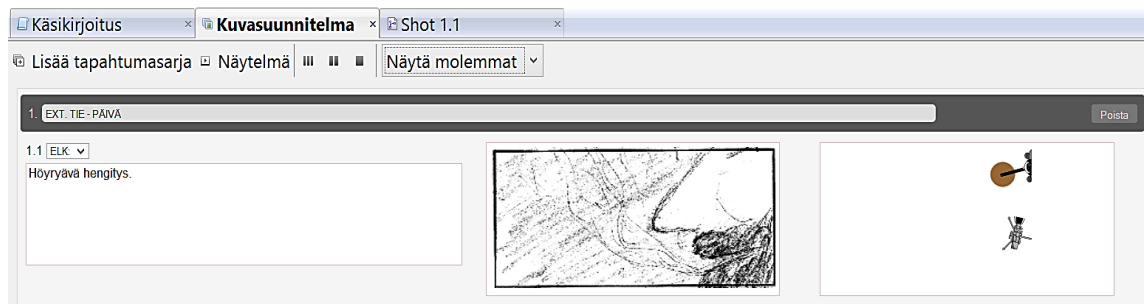 Käsikirjoitus Kuvasuunnitelma Shot 1.1
Lisää tapahtumasarja Näytelmä Näytä molemmat
1. EXT. TIE - PÄIVÄ Poista
1.1 ELK
Höyryävä hengitys.